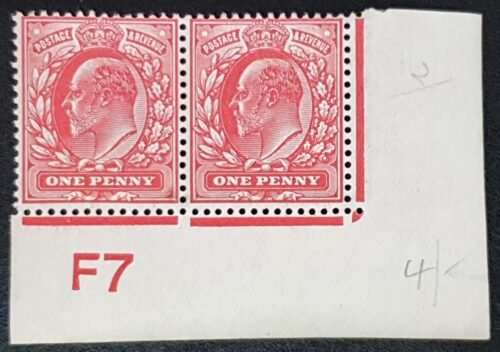 POSTAGE & REVENUE POSTAGE & REVENUE
2
ONE PENNY ONE PENNY
F7
4/